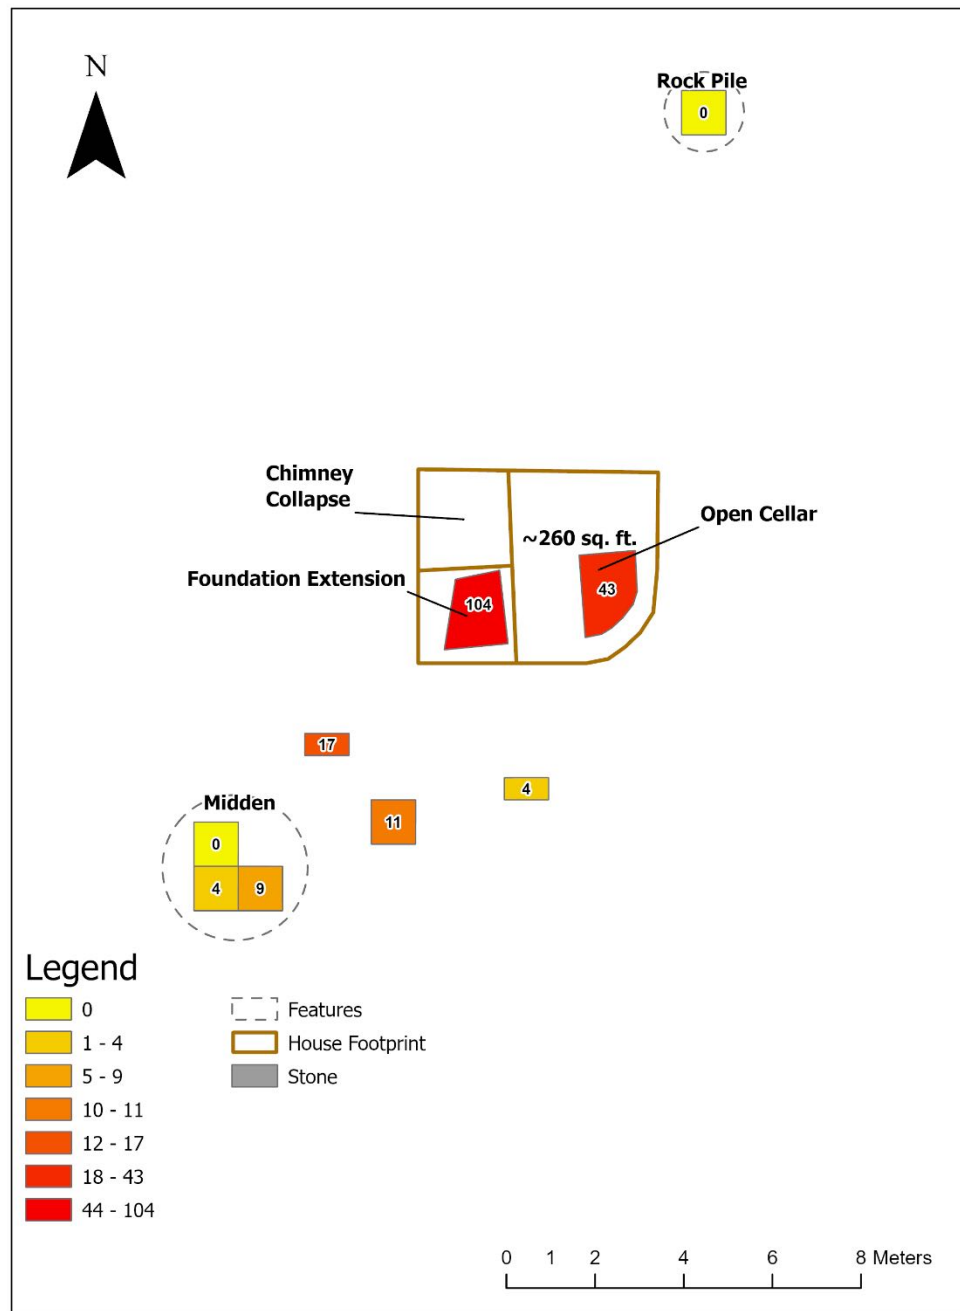 N
Rock Pile
0
Chimney
Collapse
~260 sq. ft.
Open Cellar
Foundation Extension
104
43
17
4
Midden
11
0
4
9
Legend
0
1 - 4
5 - 9
10 - 11
12 - 17
18 - 43
44 - 104
Features
House Footprint
Stone
0 1 2 4 6 8 Meters